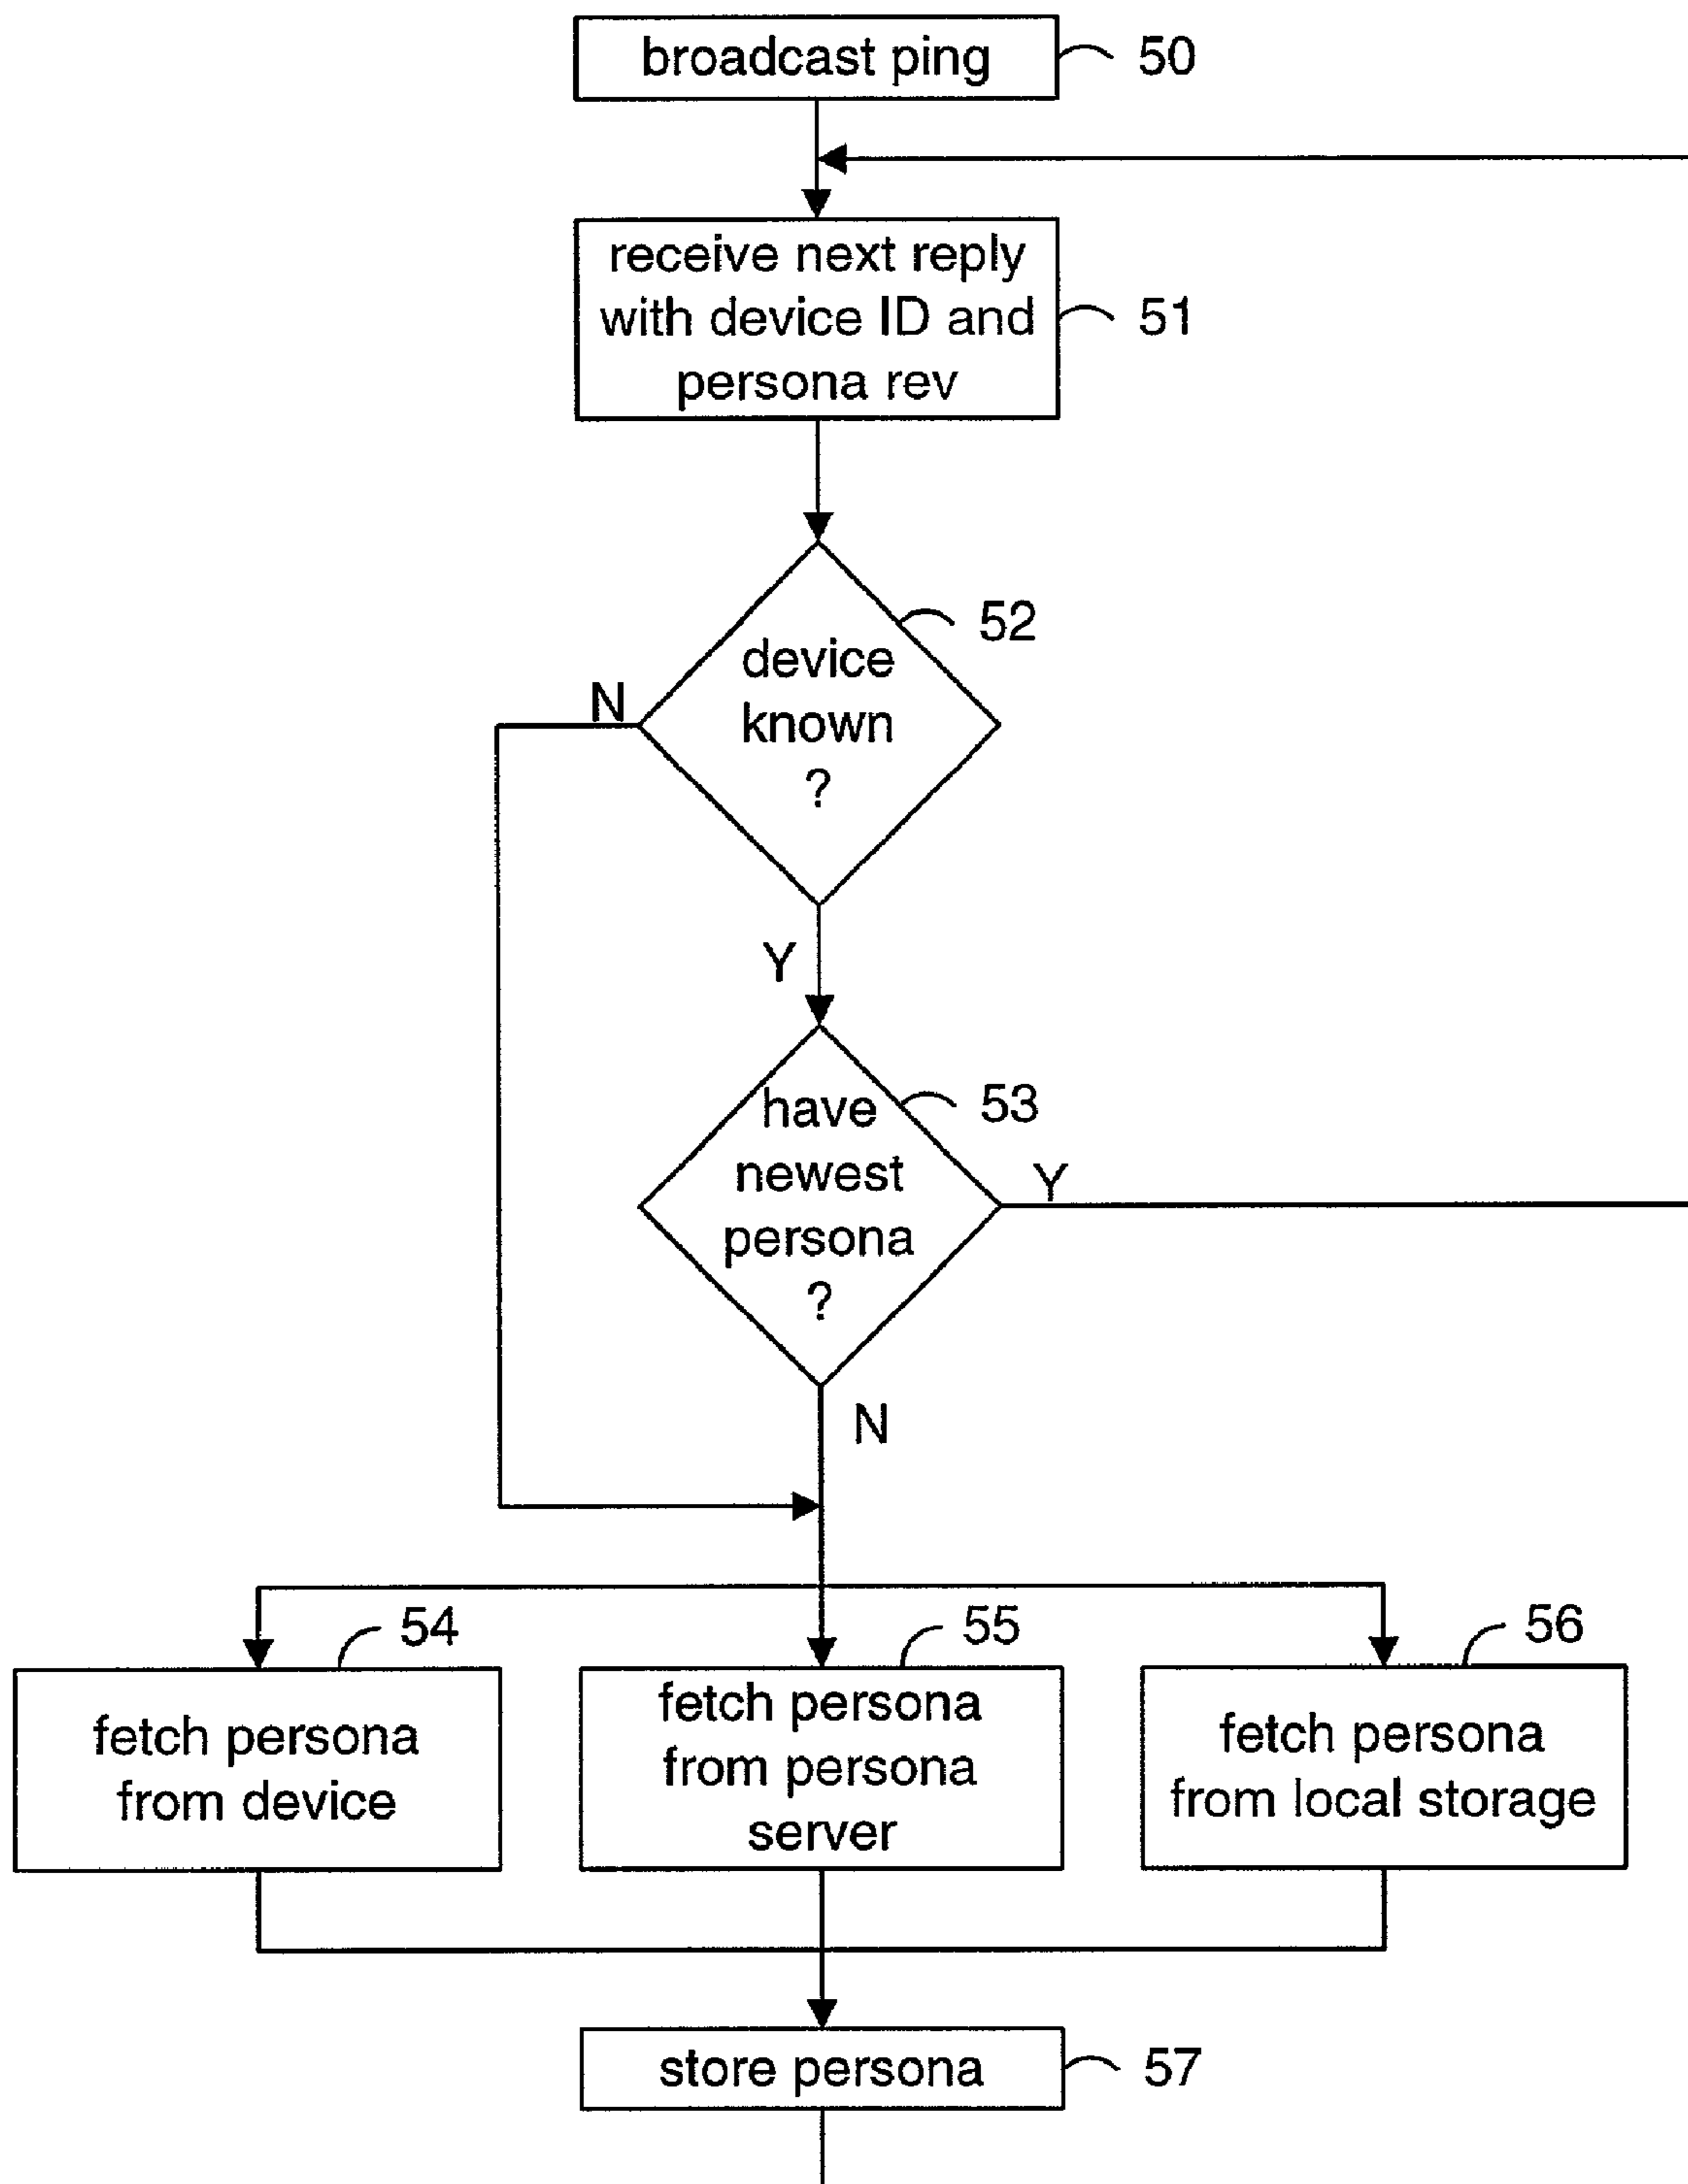 broadcast ping
50
receive next reply
with device ID and
persona rev
51
52
device
known
?
N
Y
53
have
newest
persona
?
Y
N
54
fetch persona
from device
55
fetch persona
from persona
server
56
fetch persona
from local storage
store persona
57